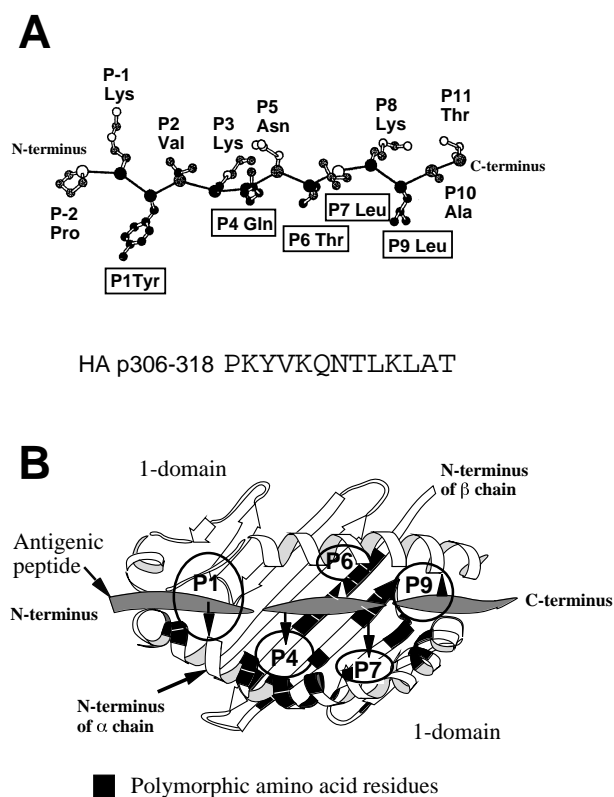 A
P-1
Lys
N-terminus
P-2
Pro
P1Tyr
P2
Val
P3
Lys
P4 Gln
P5
Asn
P6 Thr
P7 Leu
P8
Lys
P9 Leu
P10
Ala
P11
Thr
C-terminus
HA p306-318 PKYVKQNTLKLAT
B
1-domain
N-terminus
of β chain
Antigenic
peptide
N-terminus
P1
P6
P9
C-terminus
P4
P7
N-terminus
of α chain
1-domain
Polymorphic amino acid residues